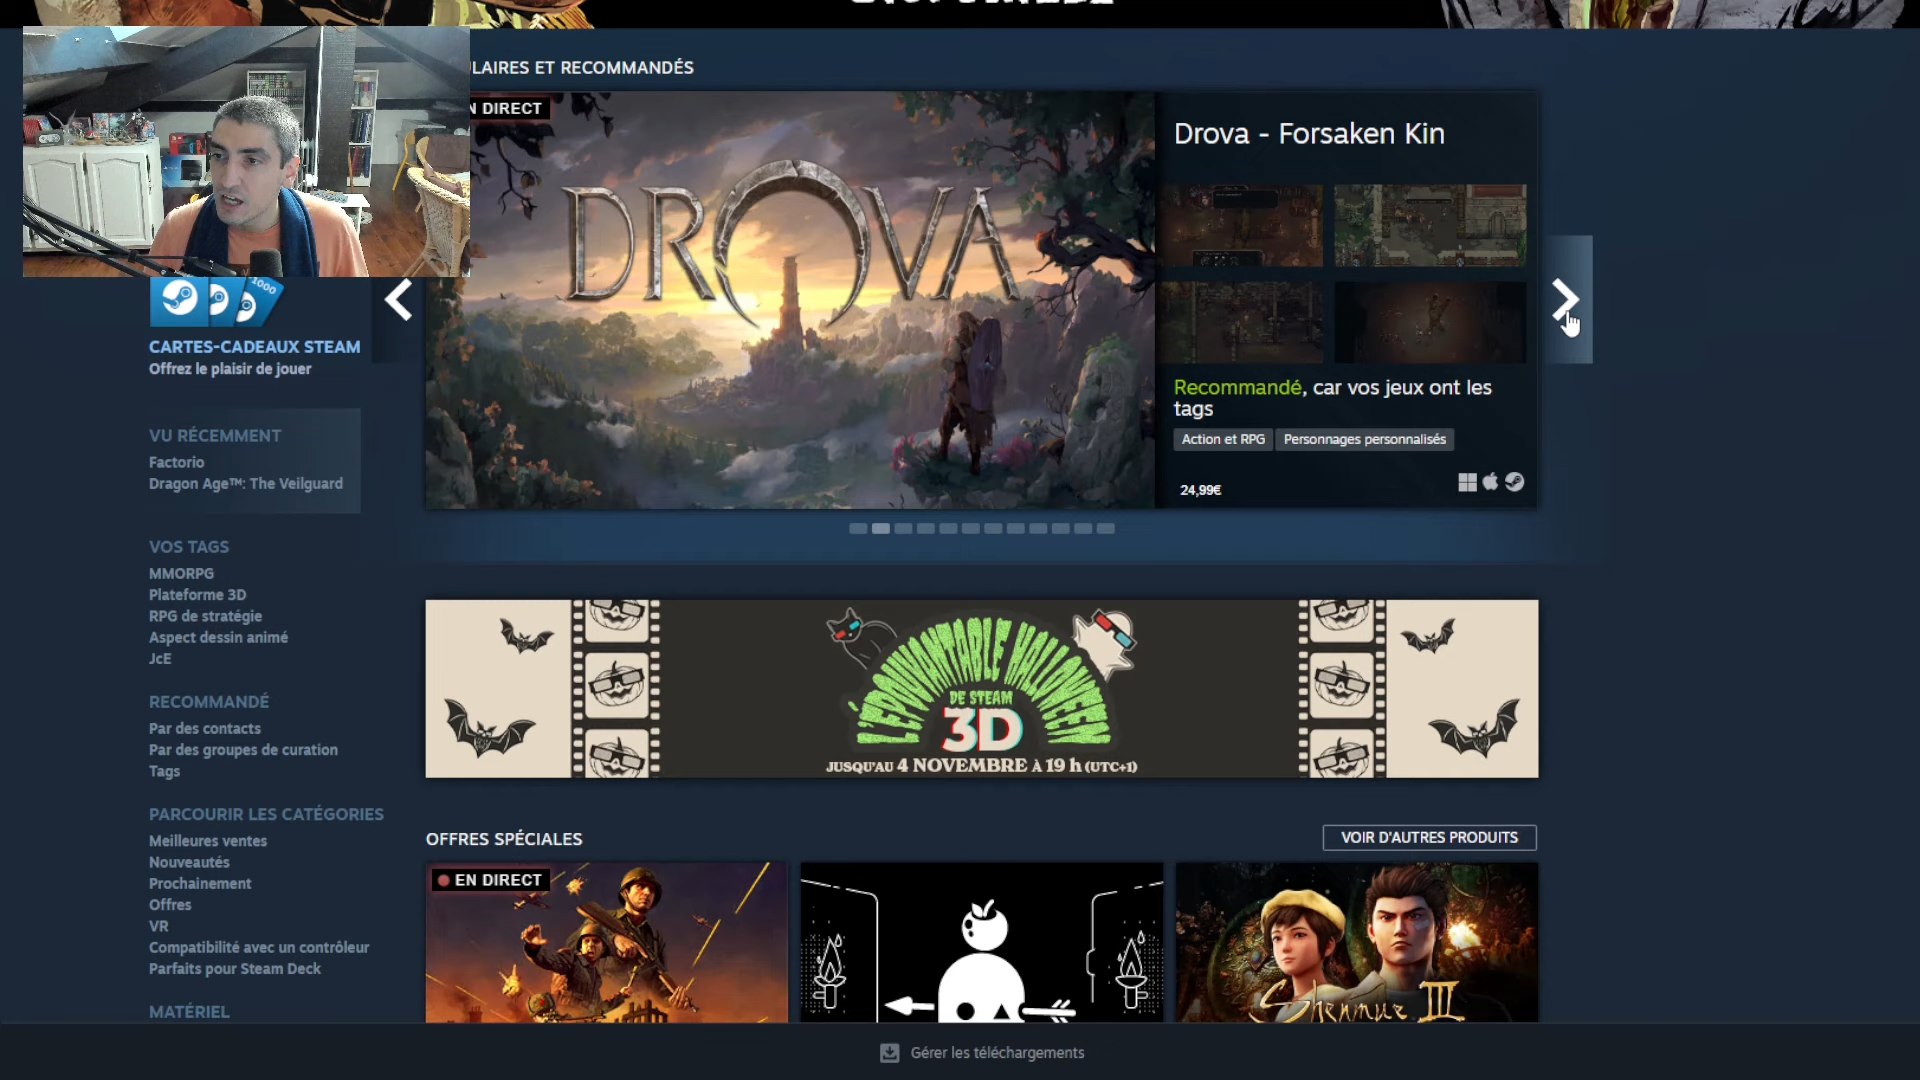 LAIRES ET RECOMMANDÉS
N DIRECT
DROVA
Drova - Forsaken Kin
Recommandé, car vos jeux ont les
tags
Action et RPG
Personnages personnalisés
24,99€
1000
CARTES-CADEAUX STEAM
Offrez le plaisir de jouer
VU RÉCEMMENT
Factorio
Dragon Age™: The Veilguard
VOS TAGS
MMORPG
Plateforme 3D
RPG de stratégie
Aspect dessin animé
JcE
RECOMMANDÉ
Par des contacts
Par des groupes de curation
Tags
PARCOURIR LES CATÉGORIES
Meilleures ventes
Nouveautés
Prochainement
Offres
VR
Compatibilité avec un contrôleur
Parfaits pour Steam Deck
MATÉRIEL
L'ÉPOUVANTABLE HALLOWEEN
DE STEAM
3D
JUSQU'AU 4 NOVEMBRE À 19 h (UTC+1)
OFFRES SPÉCIALES
VOIR D'AUTRES PRODUITS
EN DIRECT
Shenmue III
Gérer les téléchargements